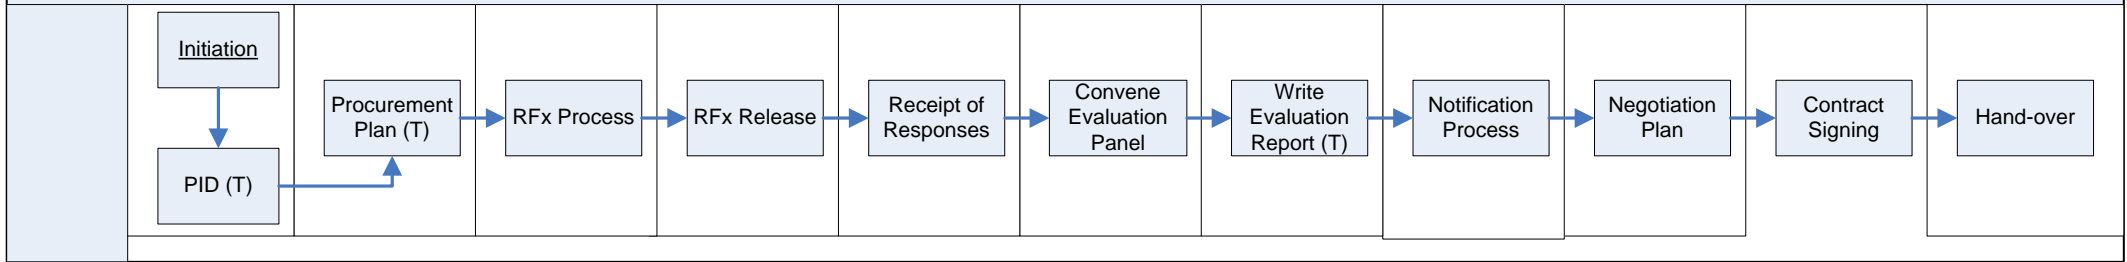 Initiation
PID (T)
Procurement
Plan (T)
RFx Process
RFx Release
Receipt of
Responses
Convene
Evaluation
Panel
Write
Evaluation
Report (T)
Notification
Process
Negotiation
Plan
Contract
Signing
Hand-over